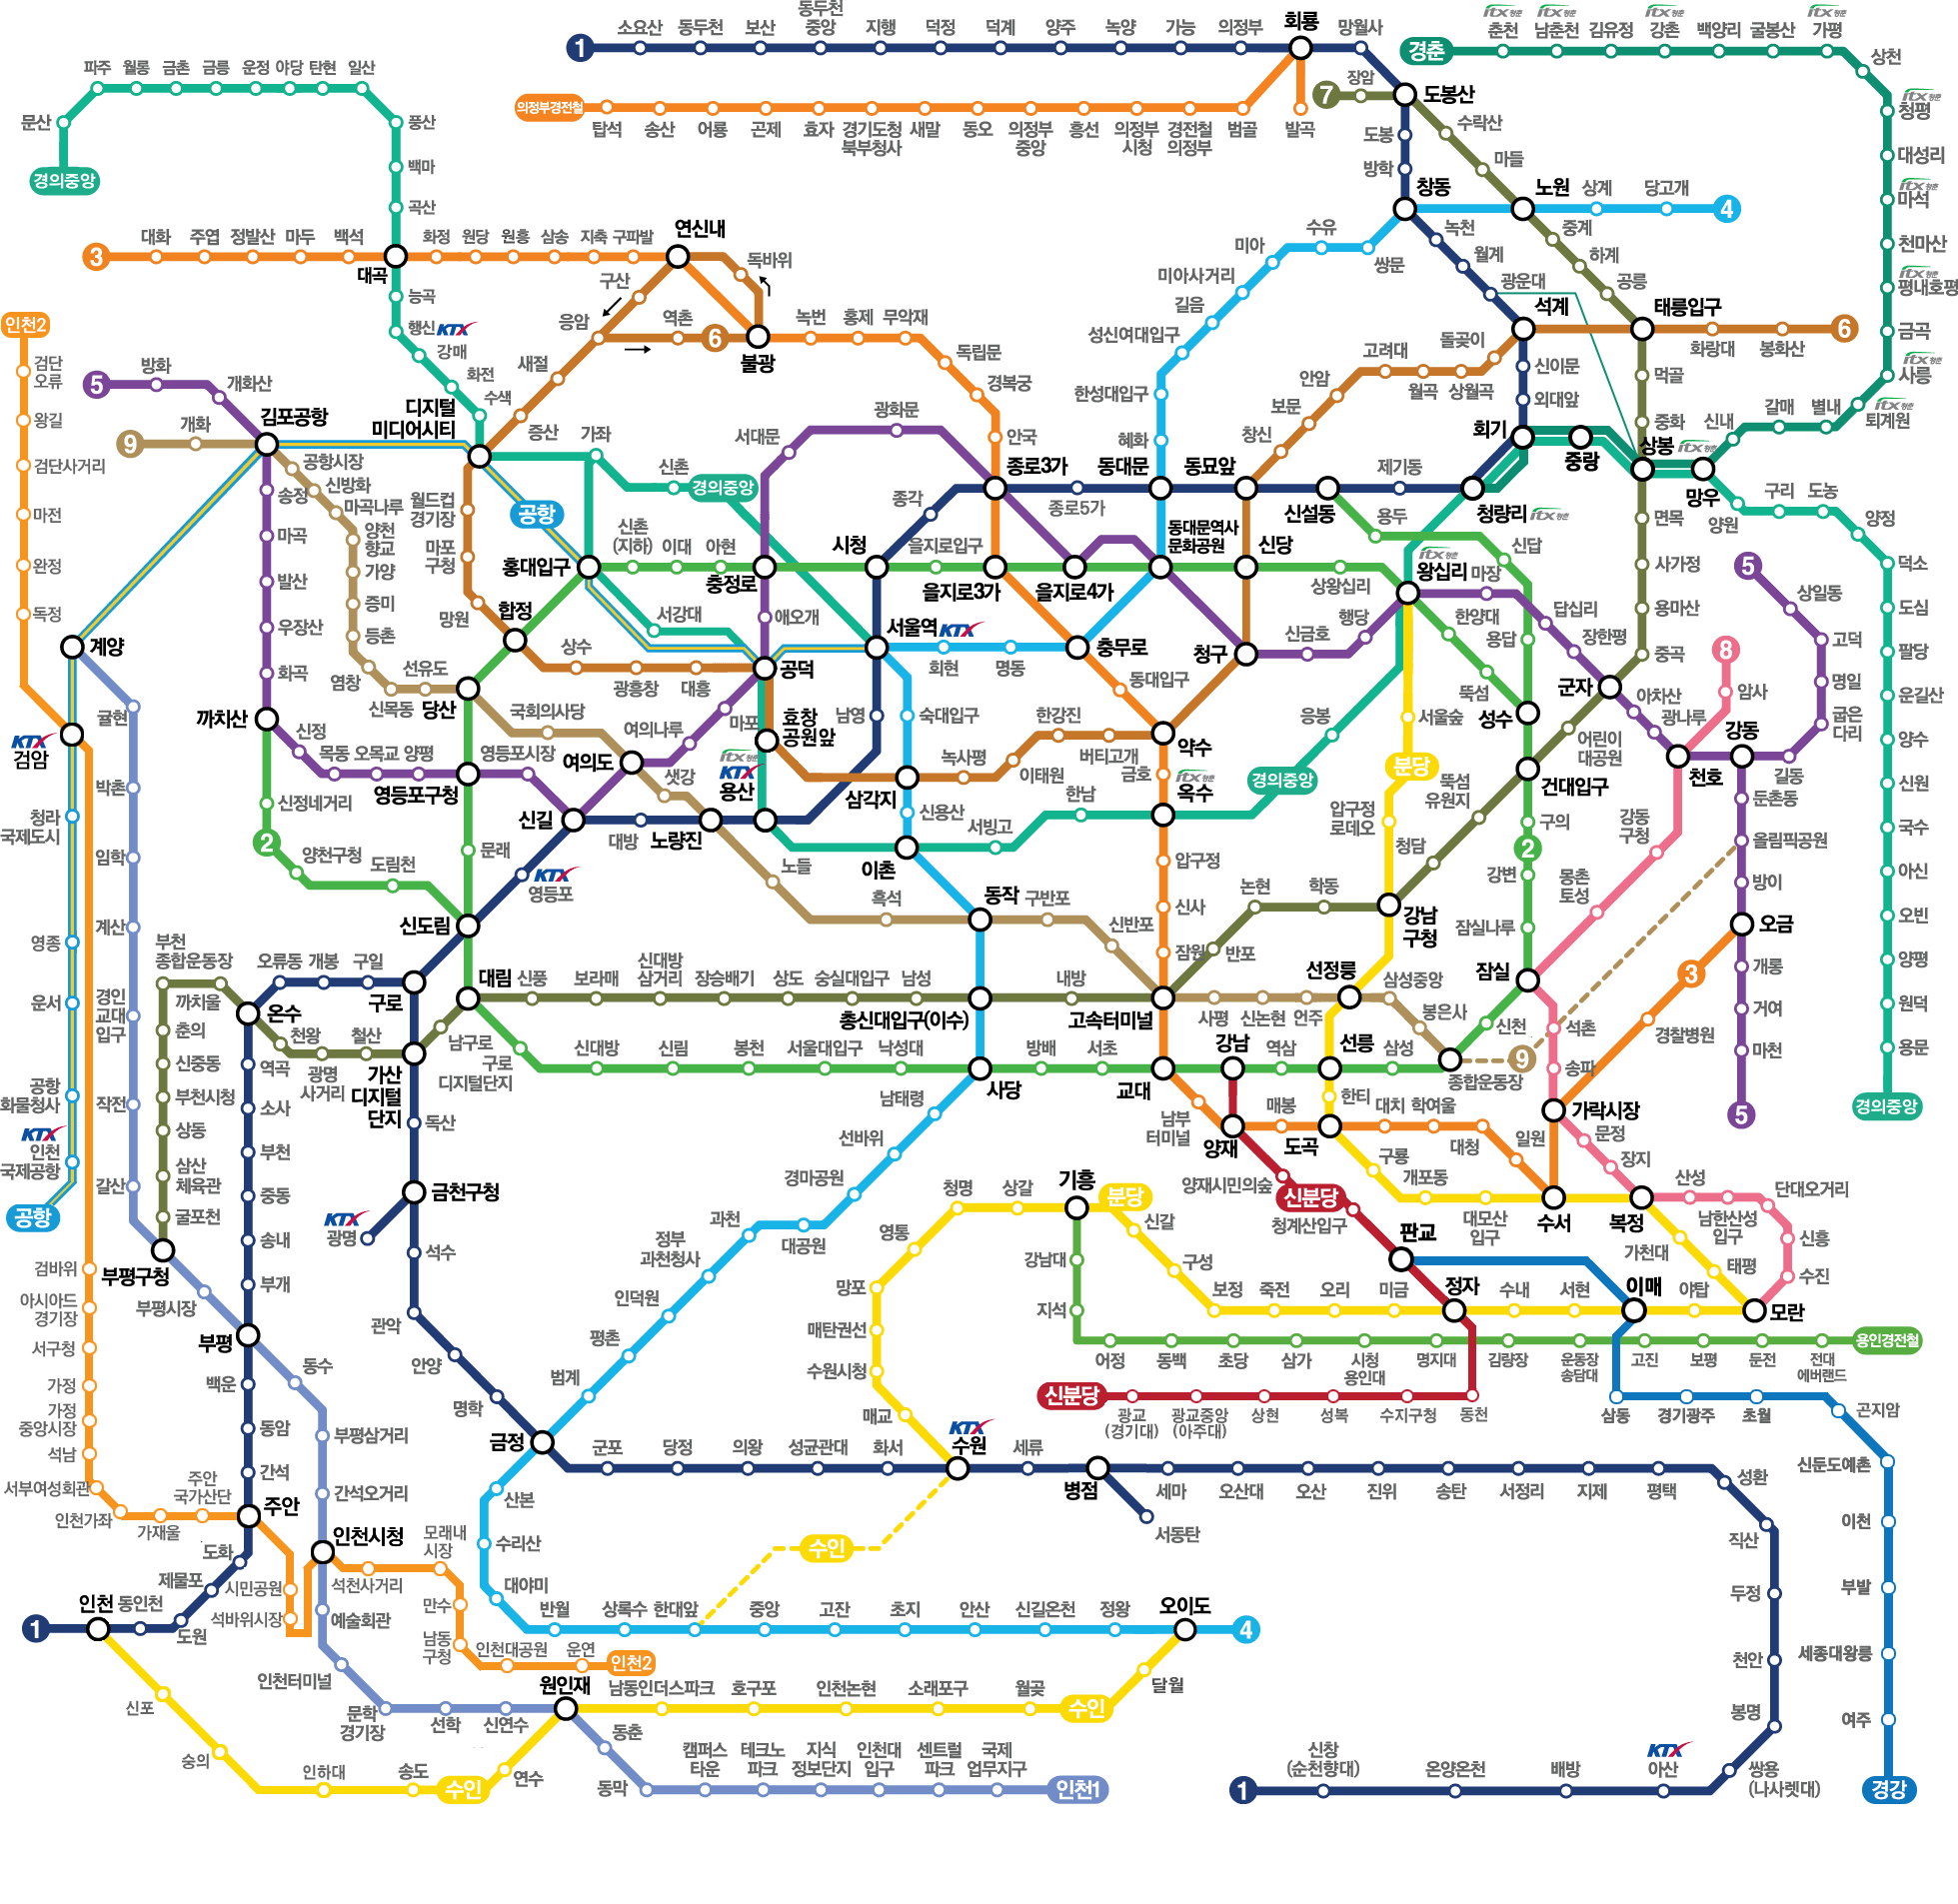 소요산 동두천 보산 동두천
중앙 지행 덕정 덕계 양주 녹양 가능 의정부 회룡 망월사
1
itx청춘 itx청춘 itx청춘 itx청춘
경춘 춘천 남춘천 김유정 강촌 백양리 굴봉산 가평 상천
파주 월롱 금촌 금릉 운정 야당 탄현 일산
문산 풍산
경의중앙
백마
곡산
의정부경전철
탑석 송산 어룡 곤제 효자 경기도청
북부청사 새말 동오 의정부
중앙 흥선 의정부
시청 경전철
의정부 범골 발곡
7 장암 도봉산
수락산
도봉
마들
방학
창동 노원 상계 당고개 4
itx청춘
청평
대성리
itx청춘
마석
천마산
itx청춘
평내호평
금곡
itx청춘
사릉
itx청춘
퇴계원
3 대화 주엽 정발산 마두 백석 대곡 화정 원당 원흥 삼송 지축 구파발 연신내
독바위
구산
응암 역촌 6 불광 녹번 홍제 무악재
독립문
경복궁
안국
능곡
행신 KTX
강매
화전
수색
새절
증산
디지털
미디어시티
수유
쌍문
미아
미아사거리
길음
성신여대입구
한성대입구
혜화
녹천
월계
광운대
석계
중계
하계
공릉
태릉입구
화랑대 봉화산 6
신이문
외대앞
회기
중랑
먹골
중화
상봉 itx청춘
망우
신내
갈매
별내
고려대
돌곶이
월곡 상월곡
안암
보문
창신
인천2
검단
오류
왕길
검단사거리
마전
완정
독정
5 방화
개화산
9 개화
김포공항
공항시장
신방화
마곡나루
양천
향교
가양
증미
등촌
염창
신목동
선유도
당산
송정
마곡
발산
우장산
화곡
까치산
신정
목동 오목교 양평
영등포구청
영등포시장
신정네거리
2
양천구청
도림천
가좌
신촌
경의중앙
공항
월드컵
경기장
마포
구청
망원
합정
홍대입구
신촌
(지하) 이대 아현
충정로
서대문
광화문
애오개
서강대
상수
광흥창 대흥
공덕
종각
종로3가
종로5가
동대문
동묘앞
신설동
제기동
청량리 itx청춘
시청
을지로입구
을지로3가
을지로4가
동대문역사
문화공원
신당
상왕십리
itx청춘
왕십리 마장
용두
신답
용답
한양대
뚝섬
성수
행당
신금호
청구
답십리
장한평
군자
아차산
광나루
천호
면목
사가정
용마산
중곡
어린이
대공원
건대입구
뚝섬
유원지
청담
5
상일동
고덕
명일
굽은
다리
길동
강동
8
암사
구리 도농
양원
양정
덕소
도심
팔당
운길산
양수
신원
국수
아신
오빈
양평
원덕
용문
경의중앙
계양
귤현
박촌
임학
계산
경인
교대
입구
작전
갈산
부평구청
부평시장
KTX
검암
청라
국제도시
영종
운서
공항
화물청사
KTX
인천
국제공항
공항
서울역 KTX
회현 명동
충무로
동대입구
약수
금호
itx청춘
옥수
압구정
신사
잠원
고속터미널
남영
숙대입구
삼각지
신용산
이촌
서빙고
한남
응봉
경의중앙
녹사평
이태원
한강진
버티고개
마포
효창
공원앞
itx청춘
KTX
용산
국회의사당
여의나루
여의도
샛강
신길
대방
노량진
노들
흑석
동작
구반포
신반포
KTX
영등포
문래
신도림
대림
신풍 보라매 신대방
삼거리 장승배기 상도 숭실대입구 남성
총신대입구(이수)
내방
반포
논현
학동
강남
구청
서울숲
분당
압구정
로데오
선정릉
삼성중앙
봉은사
사평 신논현 언주
구의
2
강변
잠실나루
잠실
신천
종합운동장
9
강동
구청
몽촌
토성
석촌
송파
가락시장
둔촌동
올림픽공원
방이
오금
개롱
거여
마천
5
3
경찰병원
부천
종합운동장
까치울
춘의
신중동
부천시청
상동
삼산
체육관
굴포천
온수
오류동 개봉 구일
구로
천왕
광명
사거리
철산
가산
디지털
단지
남구로
구로
디지털단지
신대방 신림 봉천 서울대입구 낙성대
사당
방배 서초
교대
강남
역삼
선릉
삼성
한티
도곡
매봉
양재
남부
터미널
대치 학여울
대청
일원
수서
구룡
개포동
대모산
입구
복정
문정
장지
산성
남한산성
입구
단대오거리
신흥
수진
모란
가천대
태평
야탑
이매
서현
수내
정자
미금
오리
죽전
보정
구성
신갈
분당
기흥
상갈
청명
영통
망포
매탄권선
수원시청
매교
KTX
수원
양재시민의숲
신분당
청계산입구
판교
강남대
지석
어정 동백 초당 삼가 시청
용인대 명지대 김량장 운동장
송담대 고진 보평 둔전 전대
에버랜드
용인경전철
신분당
광교
(경기대)
광교중앙
(아주대)
상현 성복 수지구청 동천
역곡
소사
부천
중동
송내
부개
부평
백운
동암
간석
주안
도화
제물포
도원
동인천
인천
1
독산
금천구청
KTX
광명
석수
관악
안양
명학
금정
남태령
선바위
경마공원
대공원
과천
정부
과천청사
인덕원
평촌
범계
군포 당정 의왕 성균관대 화서
세류
병점
서동탄
세마 오산대 오산 진위 송탄 서정리 지제 평택
성환
직산
두정
천안
봉명
쌍용
(나사렛대)
KTX
아산
배방
온양온천
신창
(순천향대)
1
검바위
아시아드
경기장
서구청
가정
가정
중앙시장
석남
서부여성회관
인천가좌
가재울
주안
국가산단
시민공원
석바위시장
인천시청
석천사거리
모래내
시장
만수
남동
구청
인천대공원
운연
인천2
동수
부평삼거리
간석오거리
예술회관
인천터미널
문학
경기장
선학
신연수
원인재
동춘
동막
캠퍼스
타운
테크노
파크
지식
정보단지
인천대
입구
센트럴
파크
국제
업무지구
인천1
산본
수리산
대야미
반월 상록수 한대앞 중앙 고잔 초지 안산 신길온천 정왕
오이도
4
수인
신포
숭의
인하대
송도
수인
연수
남동인더스파크 호구포 인천논현 소래포구 월곶
수인
달월
삼동 경기광주 초월
곤지암
신둔도예촌
이천
부발
세종대왕릉
여주
경강